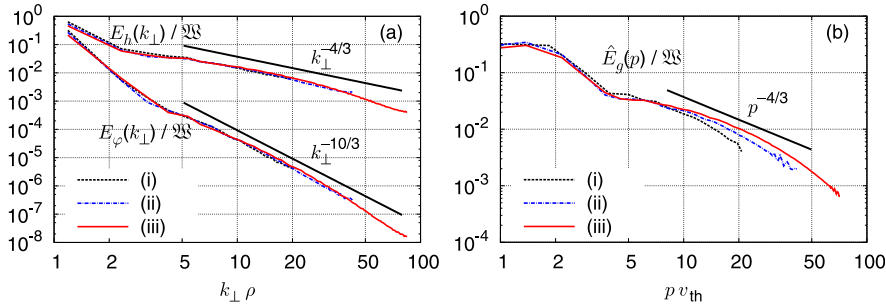 (a)
E_h(k_⊥) / 𝔚
k_⊥^{-4/3}
E_φ(k_⊥) / 𝔚
k_⊥^{-10/3}
(i)
(ii)
(iii)
10^0
10^{-1}
10^{-2}
10^{-3}
10^{-4}
10^{-5}
10^{-6}
10^{-7}
10^{-8}
1 2 5 10 20 50 100
k_⊥ ρ
(b)
Ê_g(p) / 𝔚
p^{-4/3}
(i)
(ii)
(iii)
10^0
10^{-1}
10^{-2}
10^{-3}
10^{-4}
1 2 5 10 20 50 100
p v_th